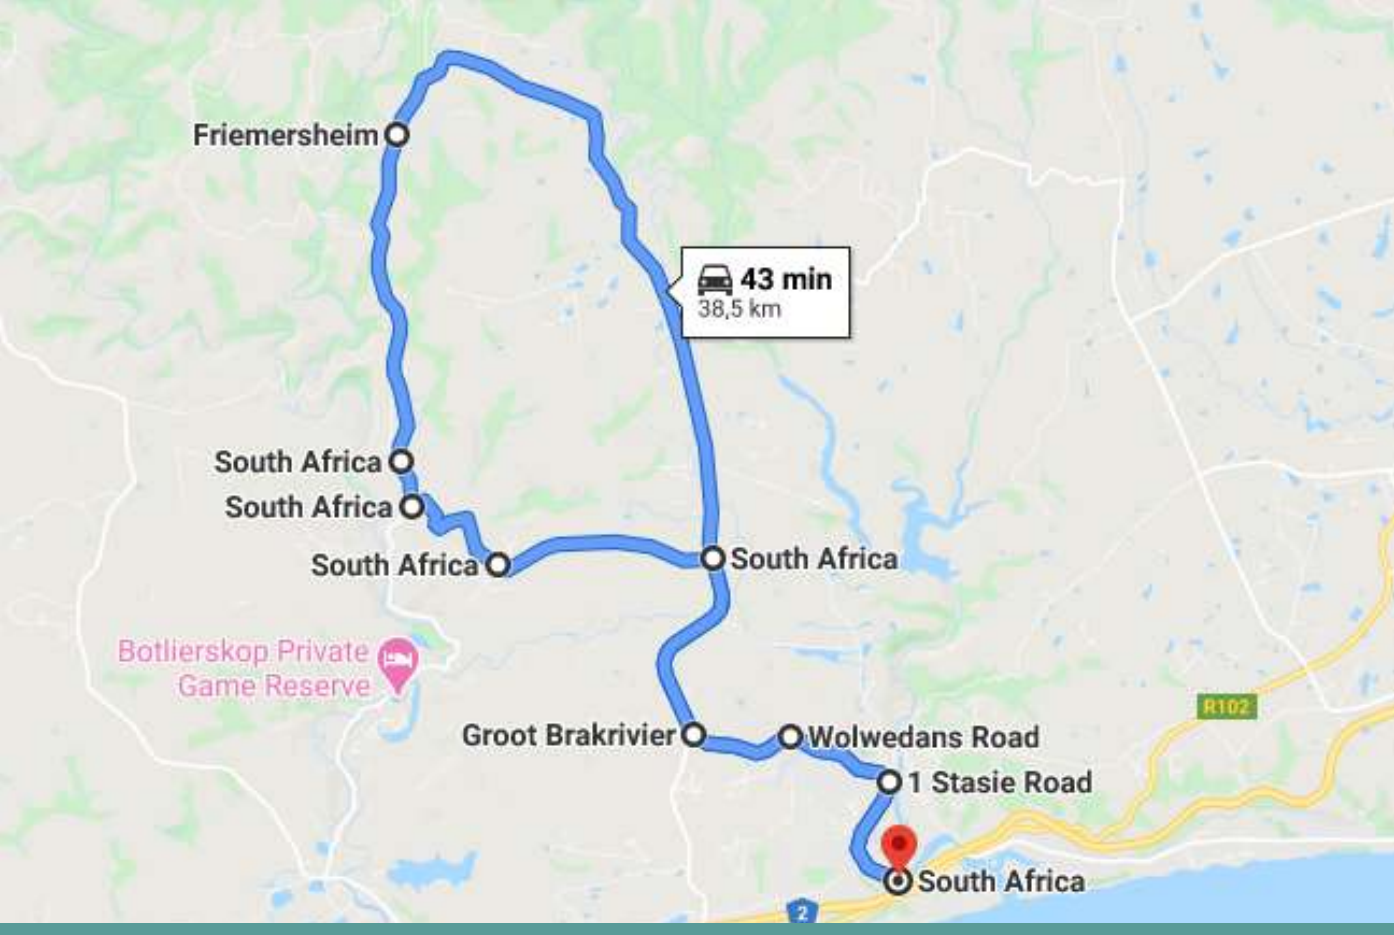 Friemersheim
43 min
38,5 km
South Africa
South Africa
South Africa
South Africa
Botlierskop Private
Game Reserve
R102
Groot Brakrivier
Wolwedans Road
1 Stasie Road
South Africa
2